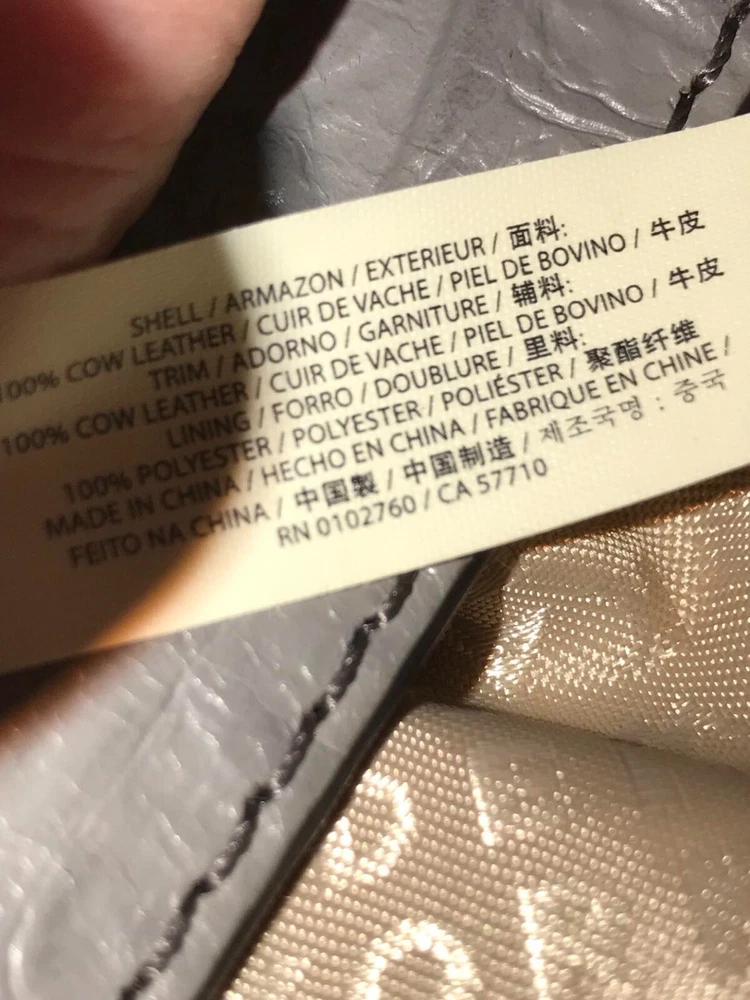 SHELL / ARMAZON / EXTERIEUR / 面料:
100% COW LEATHER / CUIR DE VACHE / PIEL DE BOVINO / 牛皮
TRIM / ADORNO / GARNITURE / 辅料:
100% COW LEATHER / CUIR DE VACHE / PIEL DE BOVINO / 牛皮
LINING / FORRO / DOUBLURE / 里料:
100% POLYESTER / POLYESTER / POLIÉSTER / 聚酯纤维
MADE IN CHINA / HECHO EN CHINA / FABRIQUE EN CHINE /
FEITO NA CHINA / 中国製 / 中国制造 / 제조국명 : 중국
RN 0102760 / CA 57710